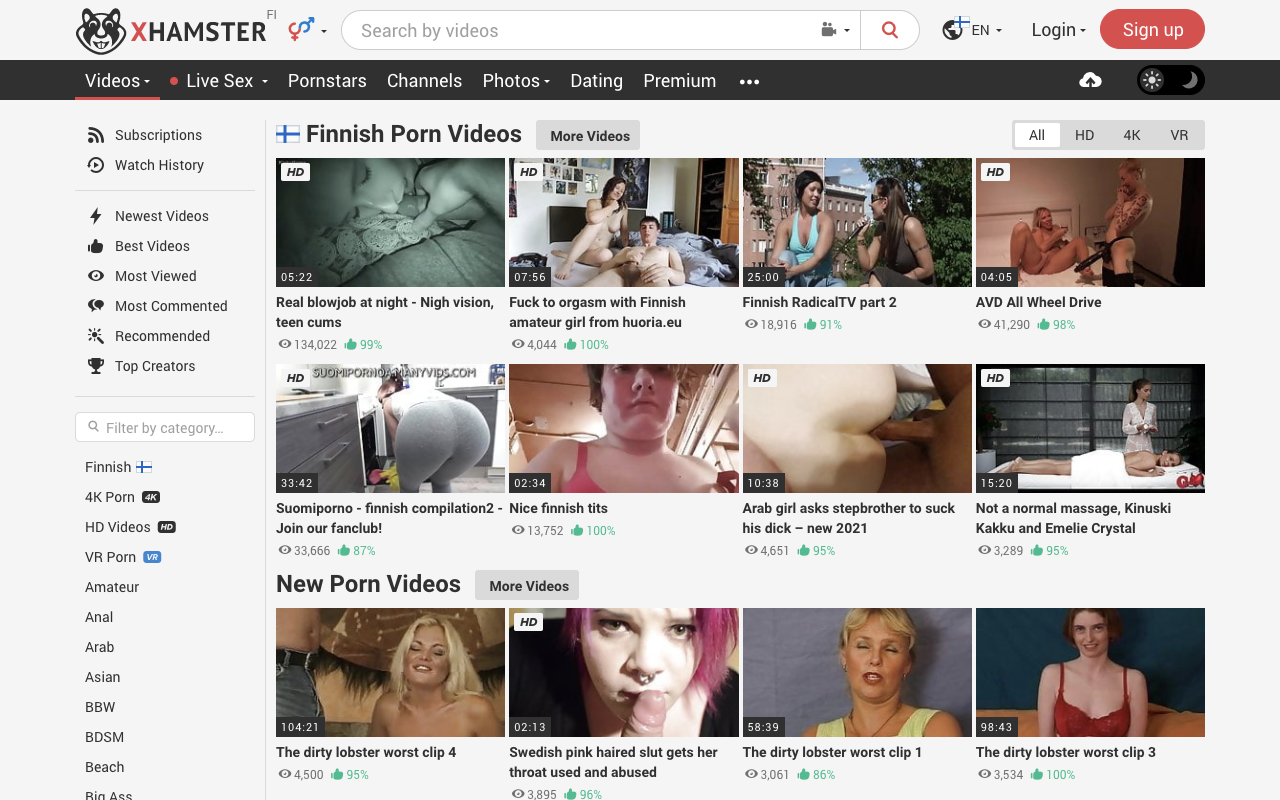 XHAMSTER
FI
Search by videos
EN
Login
Sign up
Videos
Live Sex
Pornstars
Channels
Photos
Dating
Premium
Subscriptions
Watch History
Newest Videos
Best Videos
Most Viewed
Most Commented
Recommended
Top Creators
Filter by category...
Finnish
4K Porn 4K
HD Videos HD
VR Porn VR
Amateur
Anal
Arab
Asian
BBW
BDSM
Beach
Big Ass
Finnish Porn Videos
More Videos
All HD 4K VR
HD
05:22
Real blowjob at night - Nigh vision,
teen cums
134,022 99%
HD
07:56
Fuck to orgasm with Finnish
amateur girl from huoria.eu
4,044 100%
25:00
Finnish RadicalTV part 2
18,916 91%
HD
04:05
AVD All Wheel Drive
41,290 98%
HD
SUOMIPORNOA.MANYVIDS.COM
33:42
Suomiporno - finnish compilation2 -
Join our fanclub!
33,666 87%
02:34
Nice finnish tits
13,752 100%
HD
10:38
Arab girl asks stepbrother to suck
his dick – new 2021
4,651 95%
HD
15:20
Not a normal massage, Kinuski
Kakku and Emelie Crystal
3,289 95%
New Porn Videos
More Videos
104:21
The dirty lobster worst clip 4
4,500 95%
HD
02:13
Swedish pink haired slut gets her
throat used and abused
3,895 96%
58:39
The dirty lobster worst clip 1
3,061 86%
98:43
The dirty lobster worst clip 3
3,534 100%